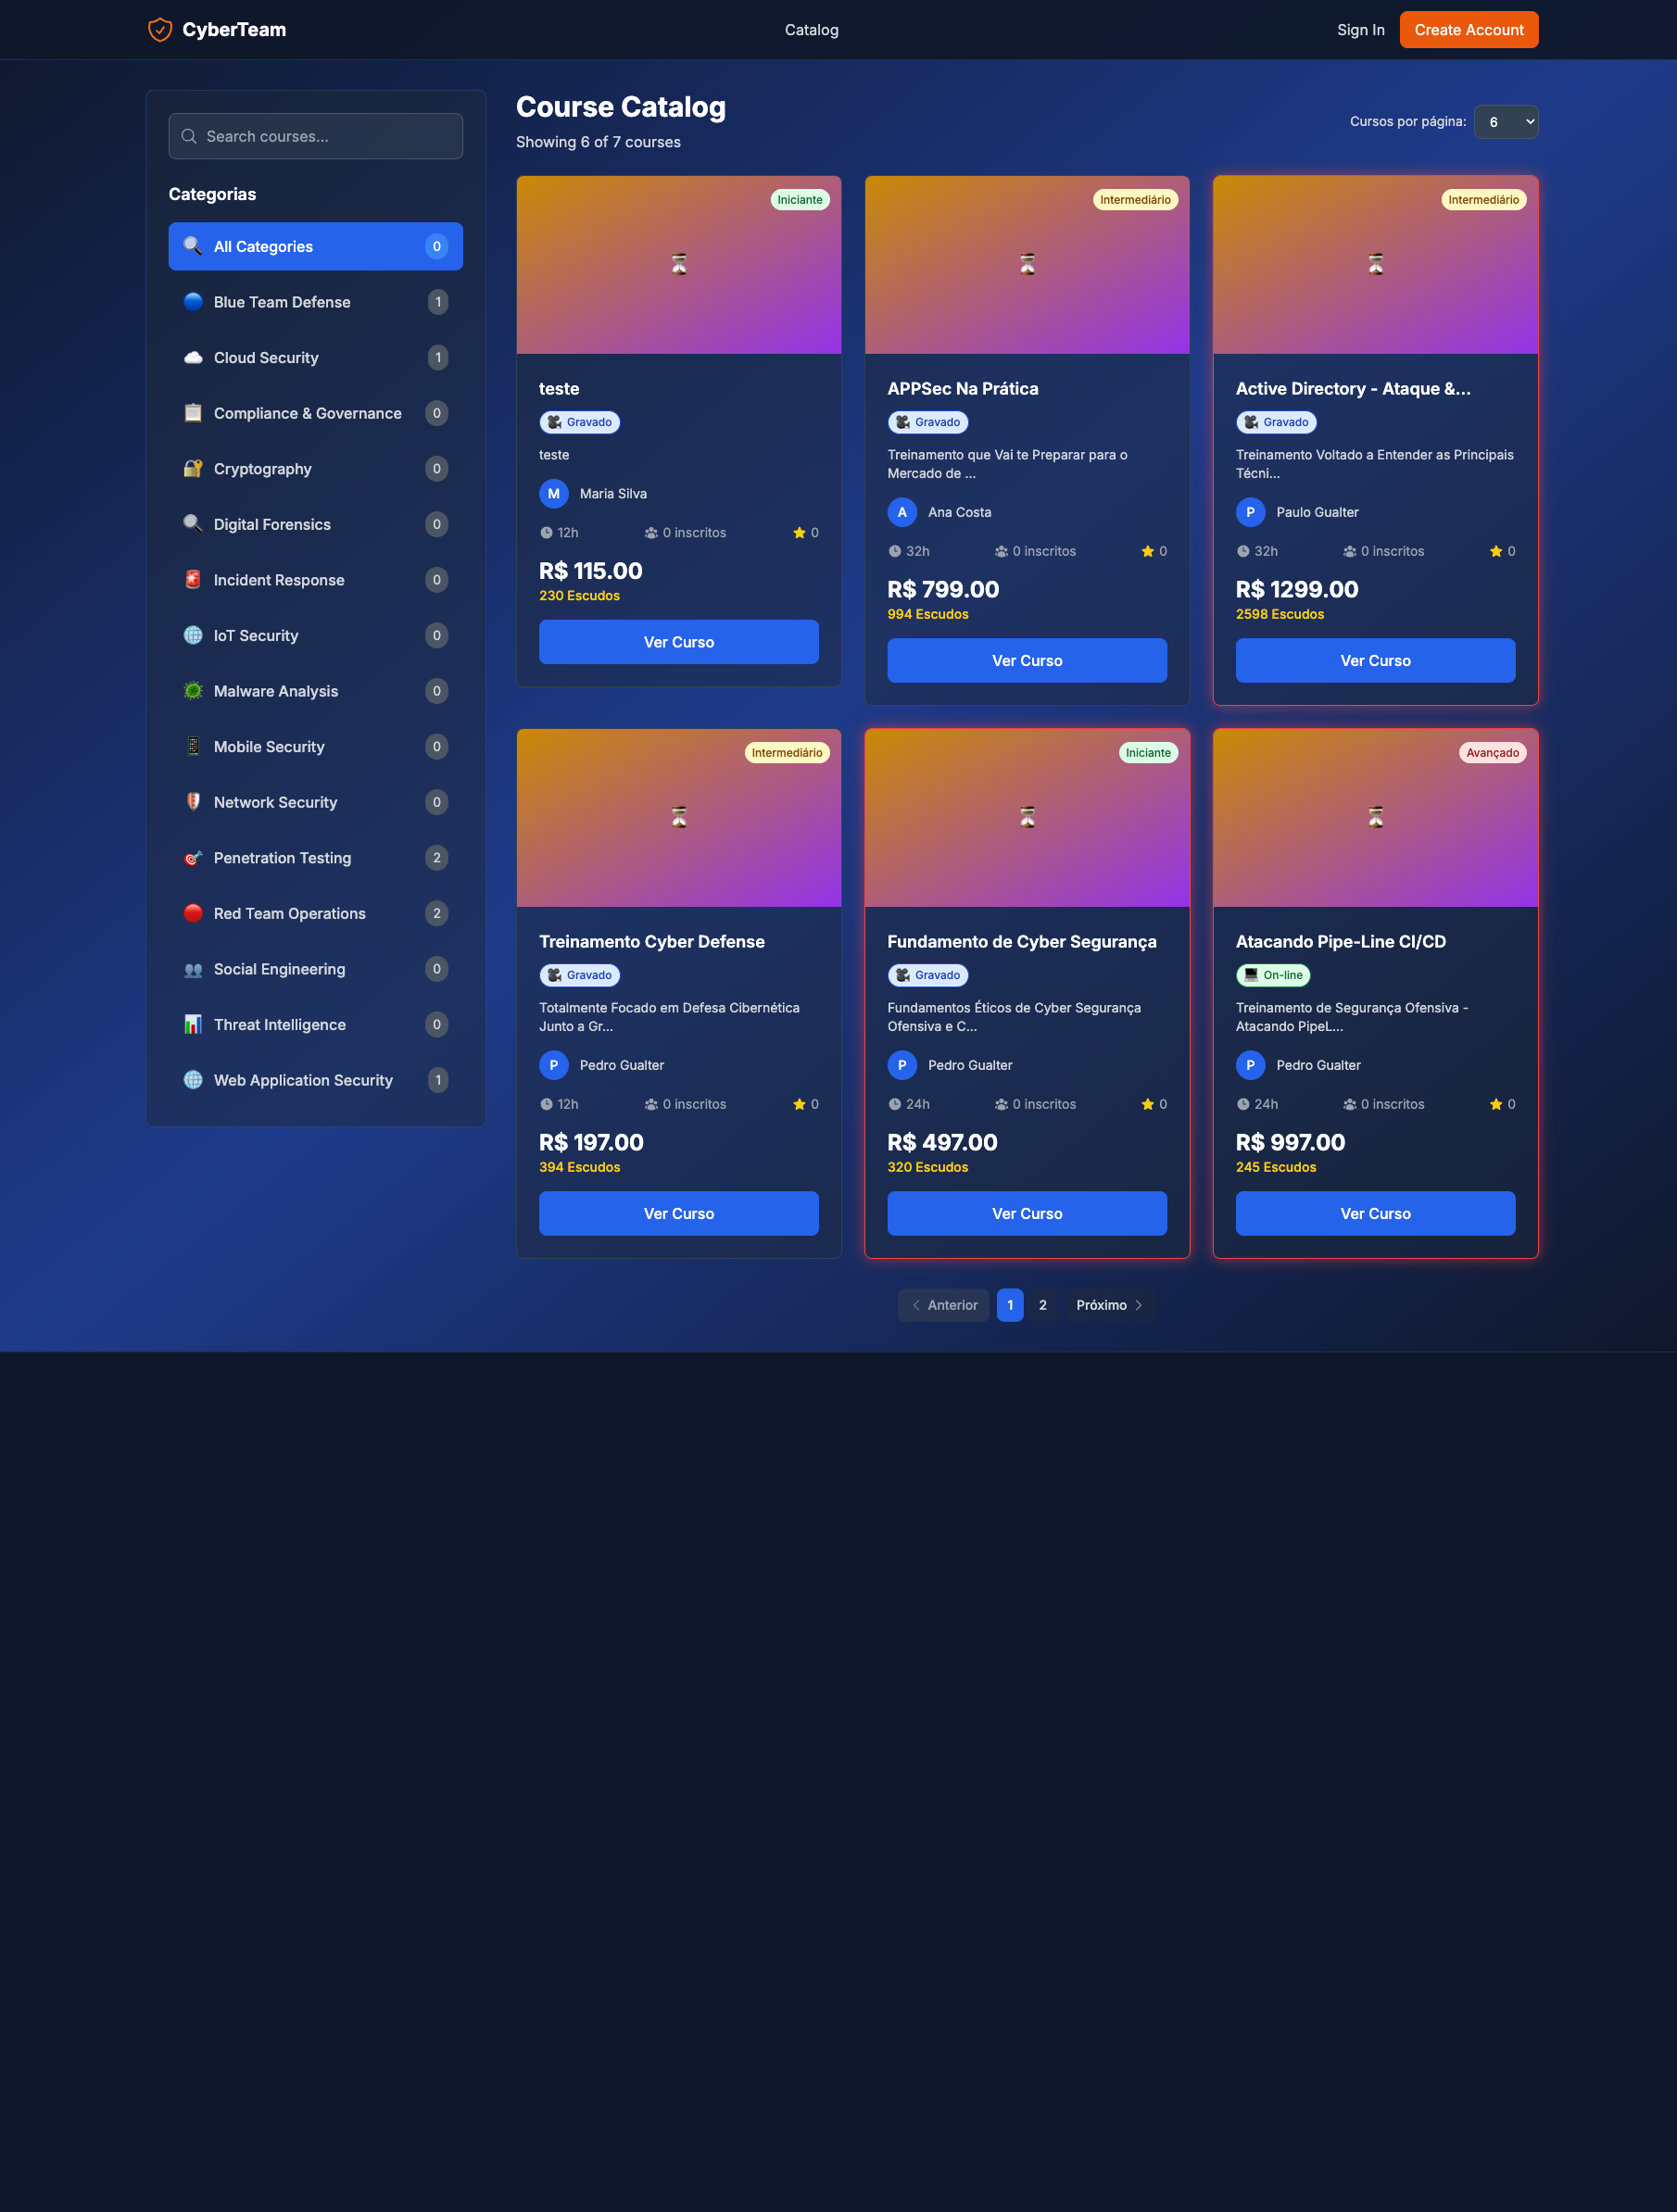 CyberTeam
Catalog
Sign In
Create Account
Search courses...
Categorias
All Categories 0
Blue Team Defense 1
Cloud Security 1
Compliance & Governance 0
Cryptography 0
Digital Forensics 0
Incident Response 0
IoT Security 0
Malware Analysis 0
Mobile Security 0
Network Security 0
Penetration Testing 2
Red Team Operations 2
Social Engineering 0
Threat Intelligence 0
Web Application Security 1
Course Catalog
Showing 6 of 7 courses
Cursos por página: 6
Iniciante
teste
Gravado
teste
M Maria Silva
12h 0 inscritos 0
R$ 115.00
230 Escudos
Ver Curso
Intermediário
APPSec Na Prática
Gravado
Treinamento que Vai te Preparar para o
Mercado de ...
A Ana Costa
32h 0 inscritos 0
R$ 799.00
994 Escudos
Ver Curso
Intermediário
Active Directory - Ataque &...
Gravado
Treinamento Voltado a Entender as Principais
Técni...
P Paulo Gualter
32h 0 inscritos 0
R$ 1299.00
2598 Escudos
Ver Curso
Intermediário
Treinamento Cyber Defense
Gravado
Totalmente Focado em Defesa Cibernética
Junto a Gr...
P Pedro Gualter
12h 0 inscritos 0
R$ 197.00
394 Escudos
Ver Curso
Iniciante
Fundamento de Cyber Segurança
Gravado
Fundamentos Éticos de Cyber Segurança
Ofensiva e C...
P Pedro Gualter
24h 0 inscritos 0
R$ 497.00
320 Escudos
Ver Curso
Avançado
Atacando Pipe-Line CI/CD
On-line
Treinamento de Segurança Ofensiva -
Atacando PipeL...
P Pedro Gualter
24h 0 inscritos 0
R$ 997.00
245 Escudos
Ver Curso
Anterior 1 2 Próximo